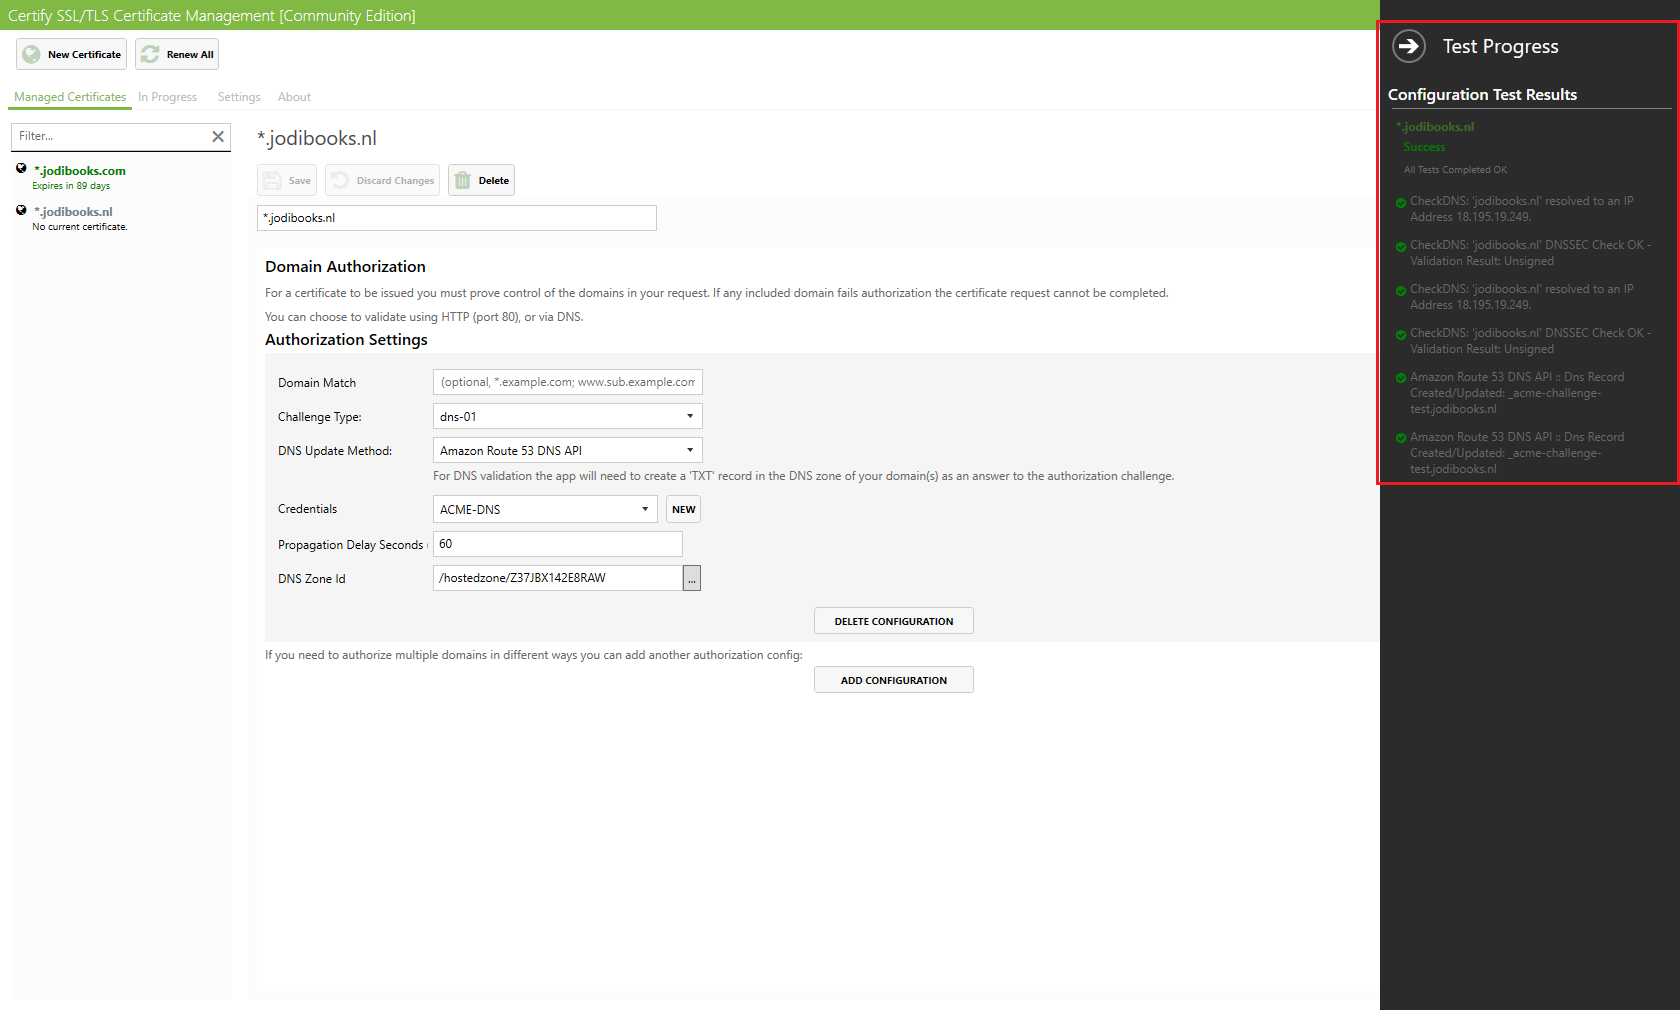 Certify SSL/TLS Certificate Management [Community Edition]
New Certificate
Renew All
Managed Certificates
In Progress
Settings
About
Filter...
*.jodibooks.com
Expires in 89 days
*.jodibooks.nl
No current certificate.
*.jodibooks.nl
Save
Discard Changes
Delete
*.jodibooks.nl
Domain Authorization
For a certificate to be issued you must prove control of the domains in your request. If any included domain fails authorization the certificate request cannot be completed.
You can choose to validate using HTTP (port 80), or via DNS.
Authorization Settings
Domain Match
(optional, *.example.com; www.sub.example.com
Challenge Type:
dns-01
DNS Update Method:
Amazon Route 53 DNS API
For DNS validation the app will need to create a 'TXT' record in the DNS zone of your domain(s) as an answer to the authorization challenge.
Credentials
ACME-DNS
NEW
Propagation Delay Seconds
60
DNS Zone Id
/hostedzone/Z37JBX142E8RAW
...
DELETE CONFIGURATION
If you need to authorize multiple domains in different ways you can add another authorization config:
ADD CONFIGURATION
Test Progress
Configuration Test Results
*.jodibooks.nl
Success
All Tests Completed OK
CheckDNS: 'jodibooks.nl' resolved to an IP
Address 18.195.19.249.
CheckDNS: 'jodibooks.nl' DNSSEC Check OK -
Validation Result: Unsigned
CheckDNS: 'jodibooks.nl' resolved to an IP
Address 18.195.19.249.
CheckDNS: 'jodibooks.nl' DNSSEC Check OK -
Validation Result: Unsigned
Amazon Route 53 DNS API :: Dns Record
Created/Updated: _acme-challenge-
test.jodibooks.nl
Amazon Route 53 DNS API :: Dns Record
Created/Updated: _acme-challenge-
test.jodibooks.nl